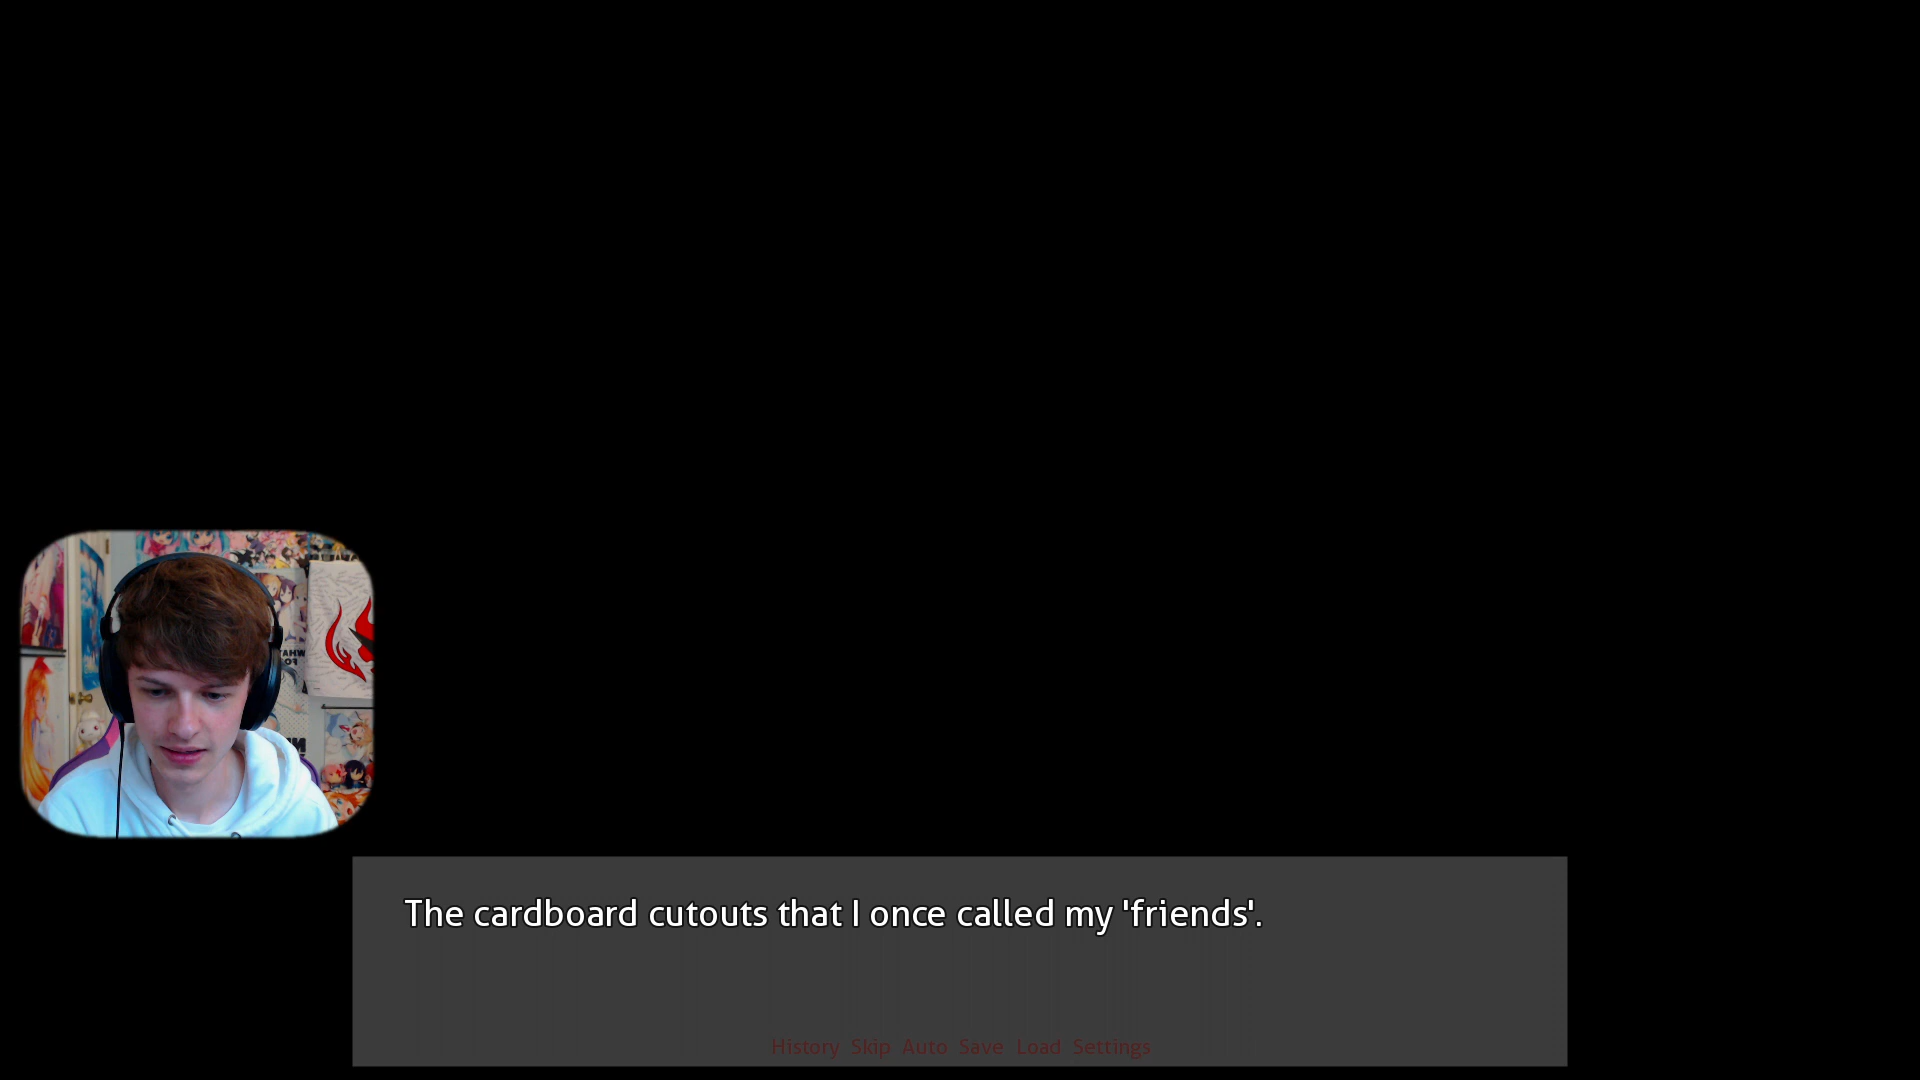 The cardboard cutouts that I once called my 'friends'.
History Skip Auto Save Load Settings